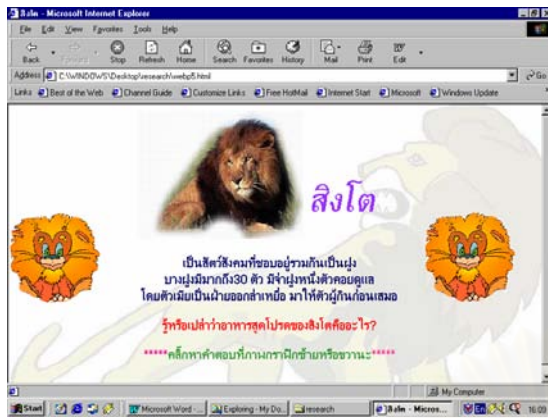 สิงโต - Microsoft Internet Explorer
File Edit View Favorites Tools Help
Back Forward Stop Refresh Home Search Favorites History Mail Print Edit
Address C:\WINDOWS\Desktop\research\webp5.html Go
Links Best of the Web Channel Guide Customize Links Free HotMail Internet Start Microsoft Windows Update
สิงโต
เป็นสัตว์สังคมที่ชอบอยู่รวมกันเป็นฝูง
บางฝูงมีมากถึง30 ตัว มีจ่าฝูงหนึ่งตัวคอยดูแล
โดยตัวเมียเป็นฝ่ายออกล่าเหยื่อ มาให้ตัวผู้กินก่อนเสมอ
รู้หรือเปล่าว่าอาหารสุดโปรดของสิงโตคืออะไร?
*****คลิ๊กหาคำตอบที่ภาพกราฟิกซ้ายหรือขวานะ*****
My Computer
Start Microsoft Word - ... Exploring - My Do... research สิงโต - Micros... En 16:09